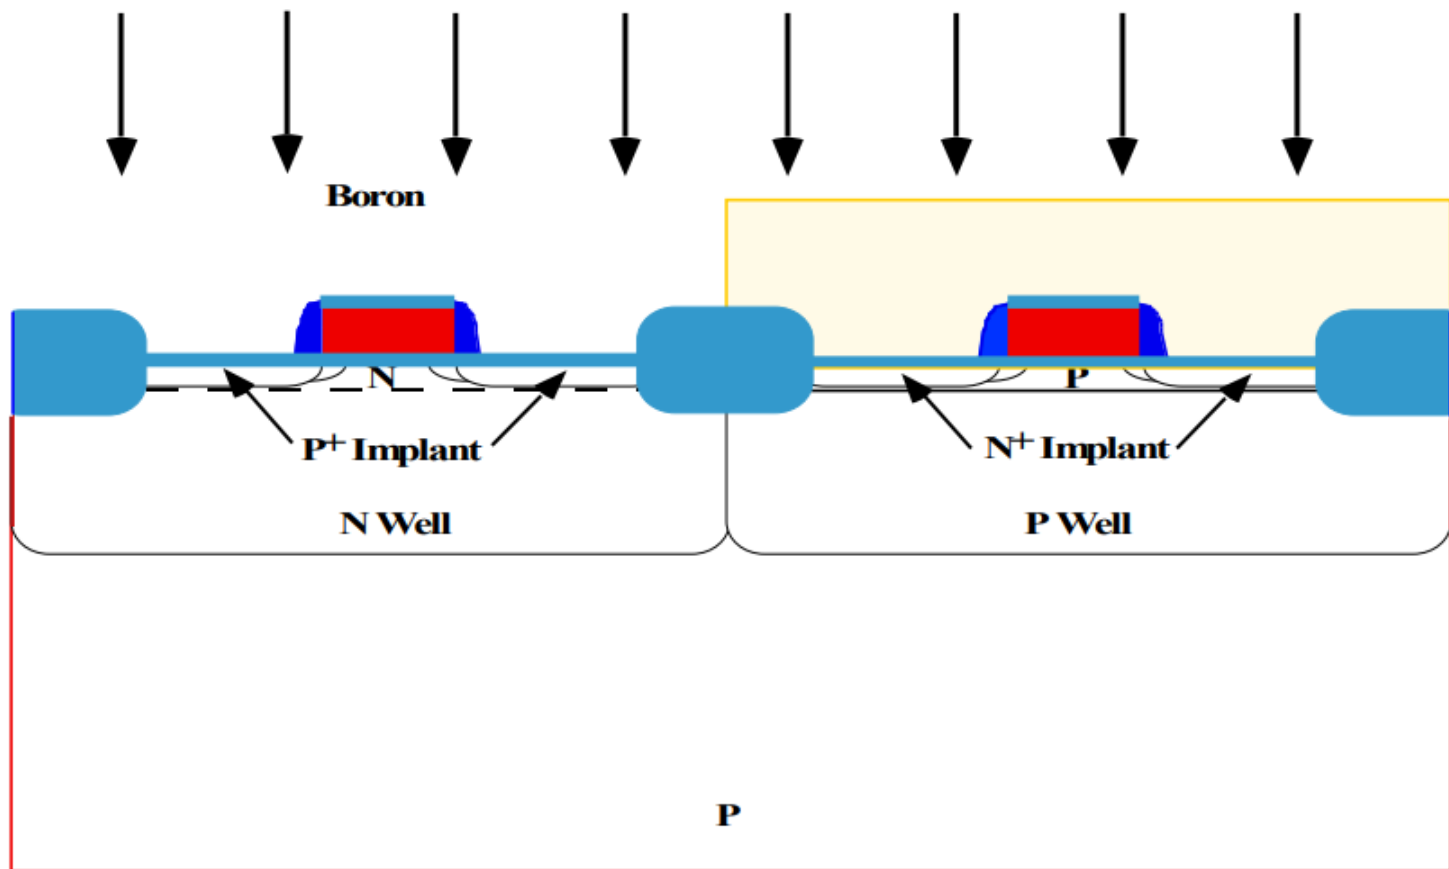 Boron
N
P
P+ Implant
N+ Implant
N Well
P Well
P